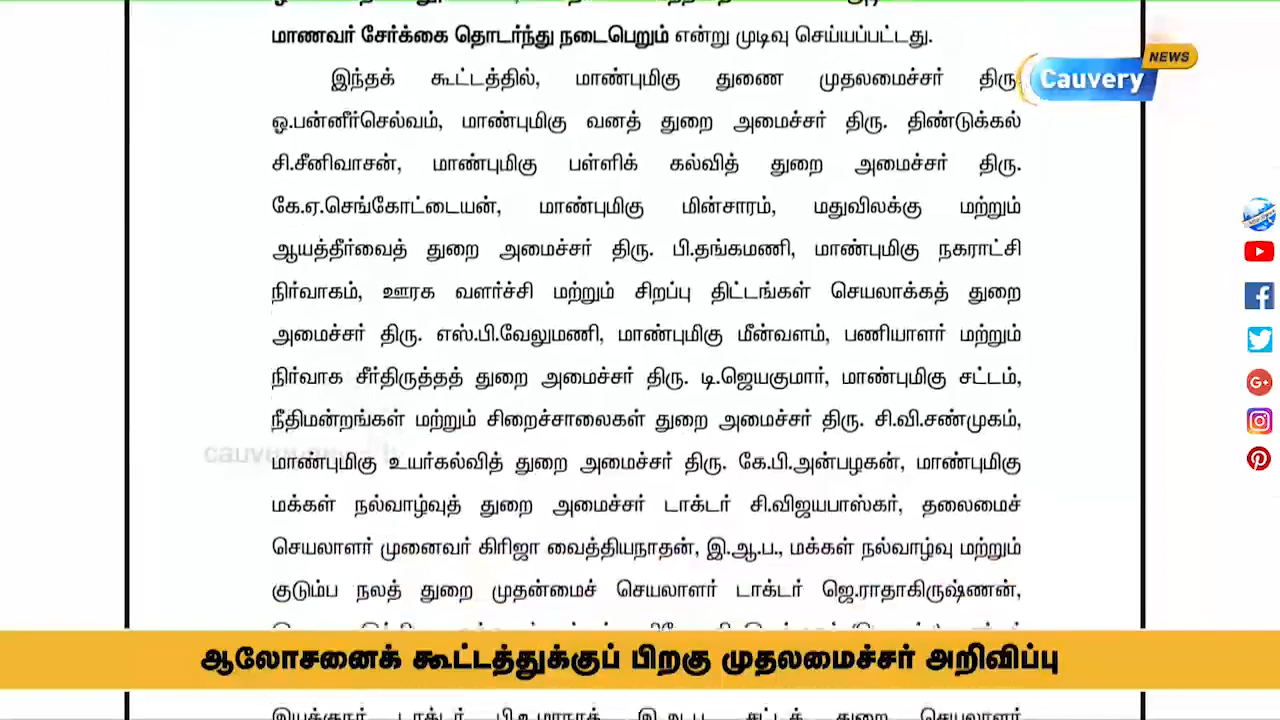 மாணவர் சேர்க்கை தொடர்ந்து நடைபெறும் என்று முடிவு செய்யப்பட்டது.
NEWS
Cauvery
இந்தக் கூட்டத்தில், மாண்புமிகு துணை முதலமைச்சர் திரு.
ஓ.பன்னீர்செல்வம், மாண்புமிகு வனத் துறை அமைச்சர் திரு. திண்டுக்கல்
சி.சீனிவாசன், மாண்புமிகு பள்ளிக் கல்வித் துறை அமைச்சர் திரு.
கே.ஏ.செங்கோட்டையன், மாண்புமிகு மின்சாரம், மதுவிலக்கு மற்றும்
ஆயத்தீர்வைத் துறை அமைச்சர் திரு. பி.தங்கமணி, மாண்புமிகு நகராட்சி
நிர்வாகம், ஊரக வளர்ச்சி மற்றும் சிறப்பு திட்டங்கள் செயலாக்கத் துறை
அமைச்சர் திரு. எஸ்.பி.வேலுமணி, மாண்புமிகு மீன்வளம், பணியாளர் மற்றும்
நிர்வாக சீர்திருத்தத் துறை அமைச்சர் திரு. டி.ஜெயகுமார், மாண்புமிகு சட்டம்,
நீதிமன்றங்கள் மற்றும் சிறைச்சாலைகள் துறை அமைச்சர் திரு. சி.வி.சண்முகம்,
மாண்புமிகு உயர்கல்வித் துறை அமைச்சர் திரு. கே.பி.அன்பழகன், மாண்புமிகு
மக்கள் நல்வாழ்வுத் துறை அமைச்சர் டாக்டர் சி.விஜயபாஸ்கர், தலைமைச்
செயலாளர் முனைவர் கிரிஜா வைத்தியநாதன், இ.ஆ.ப., மக்கள் நல்வாழ்வு மற்றும்
குடும்ப நலத் துறை முதன்மைச் செயலாளர் டாக்டர் ஜெ.ராதாகிருஷ்ணன்,
ஆலோசனைக் கூட்டத்துக்குப் பிறகு முதலமைச்சர் அறிவிப்பு